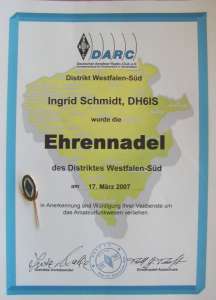 DARC
Deutscher Amateur-Radio-Club e.V.
Distrikt Westfalen-Süd
Ingrid Schmidt, DH6IS
wurde die
Ehrennadel
des Distriktes Westfalen-Süd
am 17. März 2007
in Anerkennung und Würdigung ihrer Verdienste um
das Amateurfunkwesen verliehen